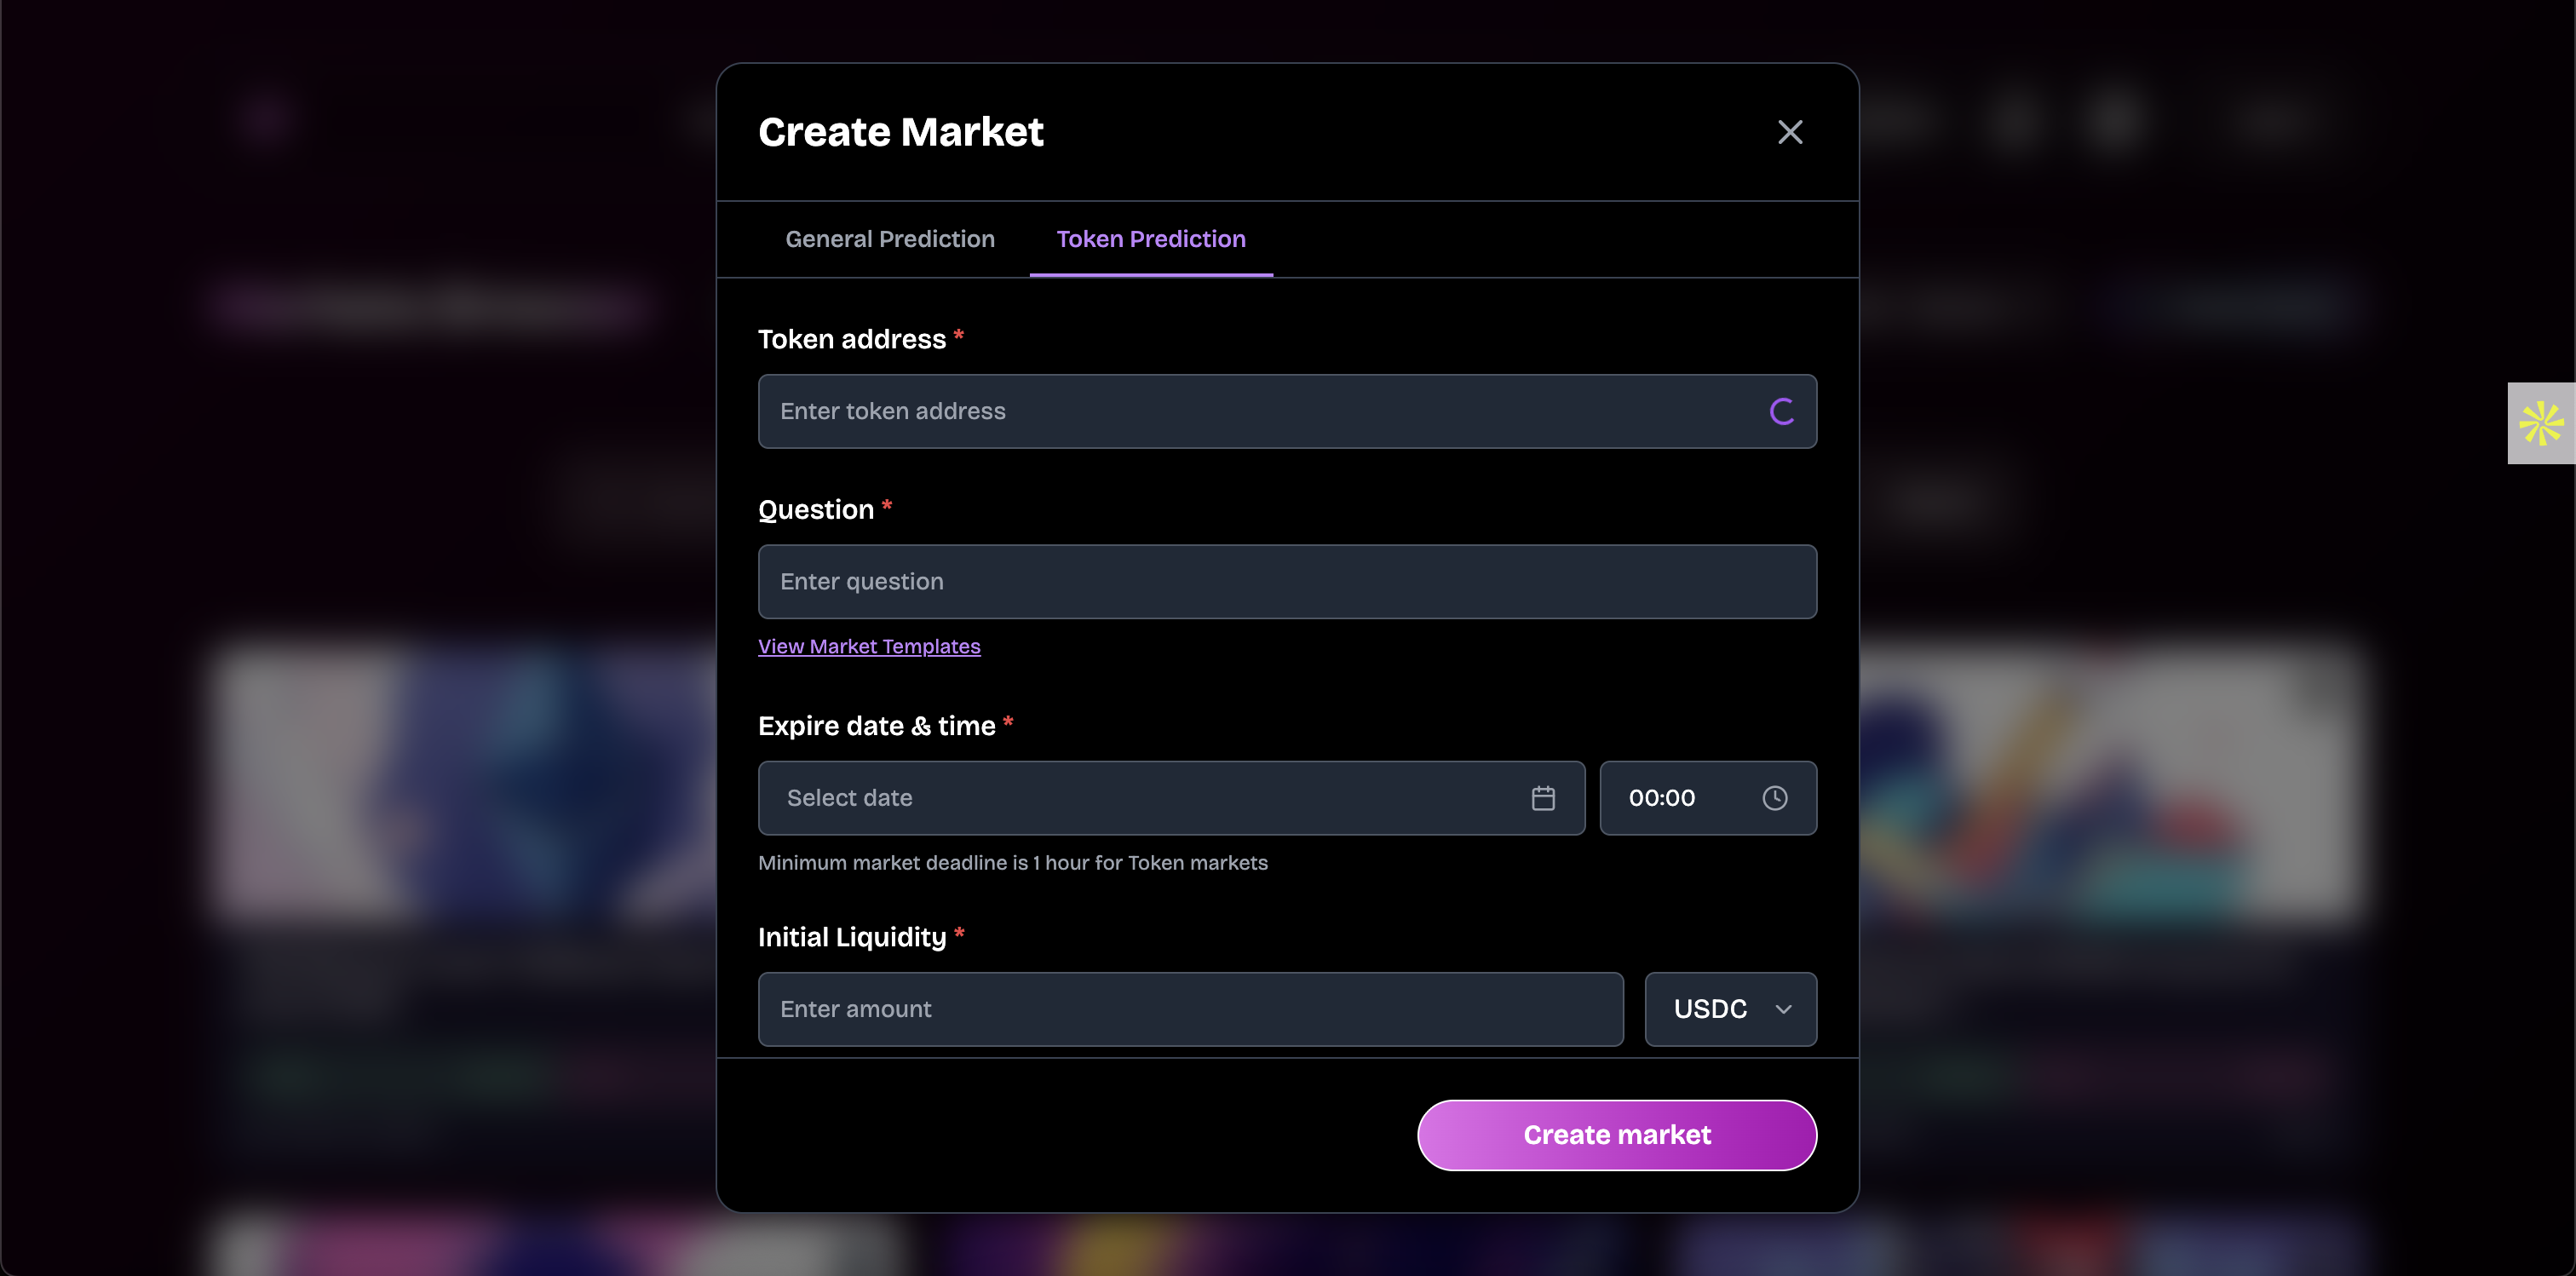 Create Market
General Prediction
Token Prediction
Token address *
Enter token address
Question *
Enter question
View Market Templates
Expire date & time *
Select date
00:00
Minimum market deadline is 1 hour for Token markets
Initial Liquidity *
Enter amount
USDC
Create market